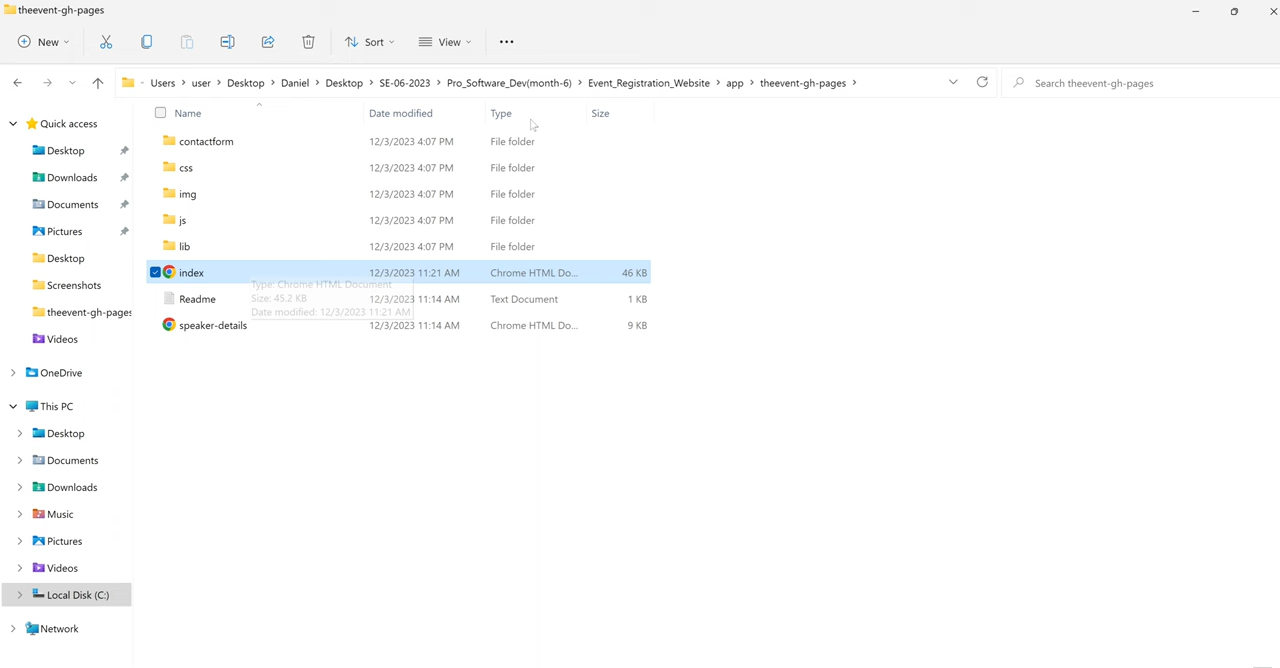 theevent-gh-pages
New Sort View
Users > user > Desktop > Daniel > Desktop > SE-06-2023 > Pro_Software_Dev(month-6) > Event_Registration_Website > app > theevent-gh-pages > Search theevent-gh-pages
Name Date modified Type Size
Quick access
Desktop
Downloads
Documents
Pictures
Desktop
Screenshots
theevent-gh-pages
Videos
OneDrive
This PC
Desktop
Documents
Downloads
Music
Pictures
Videos
Local Disk (C:)
Network
contactform 12/3/2023 4:07 PM File folder
css 12/3/2023 4:07 PM File folder
img 12/3/2023 4:07 PM File folder
js 12/3/2023 4:07 PM File folder
lib 12/3/2023 4:07 PM File folder
index 12/3/2023 11:21 AM Chrome HTML Do... 46 KB
Type: Chrome HTML Document
Size: 45.2 KB
Date modified: 12/3/2023 11:21 AM
Readme 12/3/2023 11:14 AM Text Document 1 KB
speaker-details 12/3/2023 11:14 AM Chrome HTML Do... 9 KB